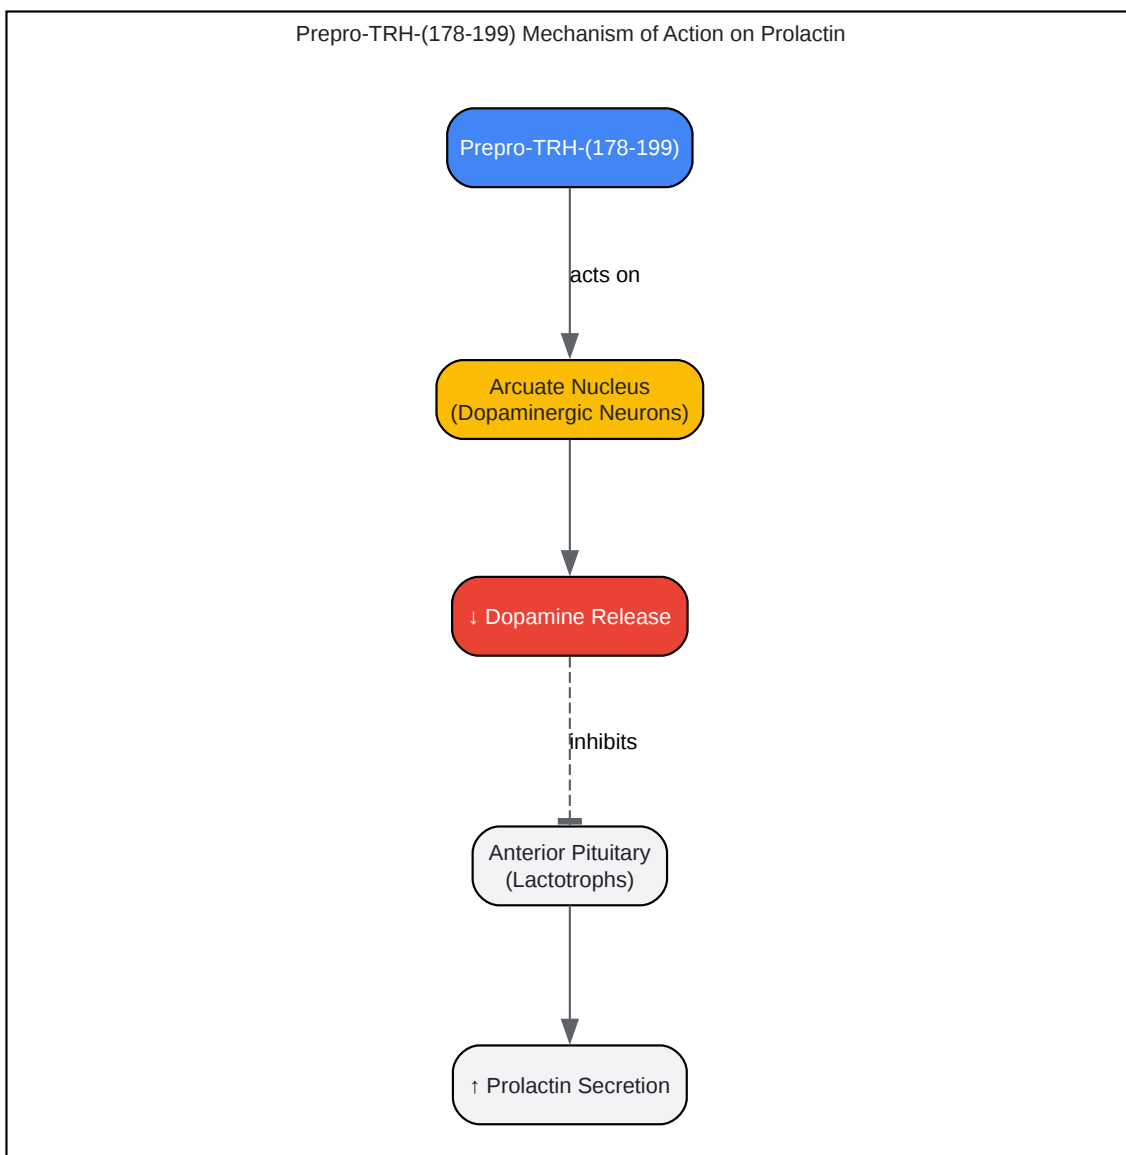 Prepro-TRH-(178-199) Mechanism of Action on Prolactin
Prepro-TRH-(178-199)
acts on
Arcuate Nucleus
(Dopaminergic Neurons)
↓ Dopamine Release
inhibits
Anterior Pituitary
(Lactotrophs)
↑ Prolactin Secretion